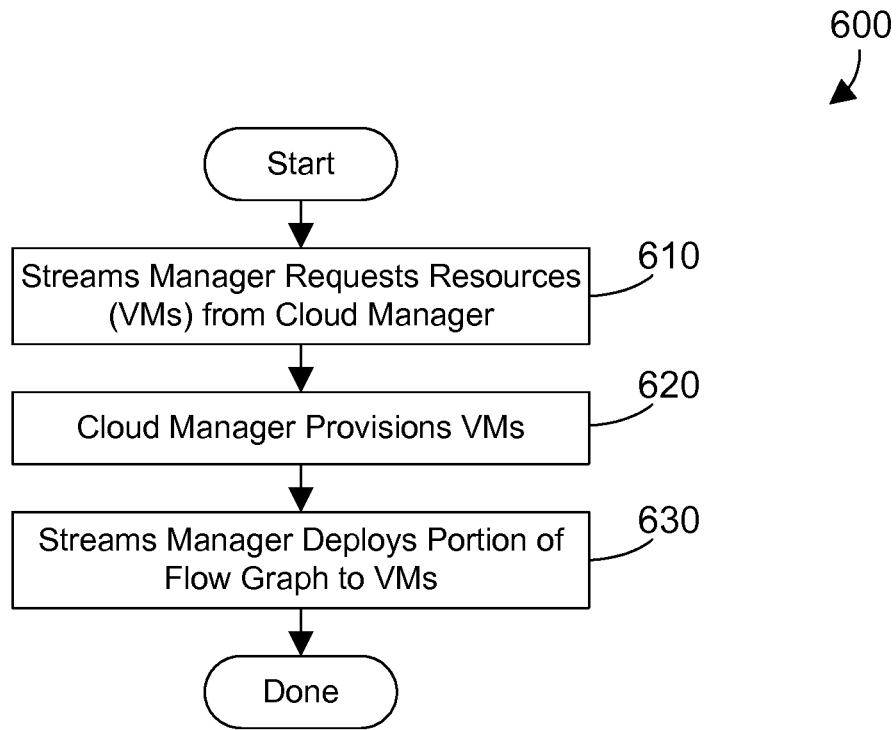 600
Start
Streams Manager Requests Resources
(VMs) from Cloud Manager
610
Cloud Manager Provisions VMs
620
Streams Manager Deploys Portion of
Flow Graph to VMs
630
Done